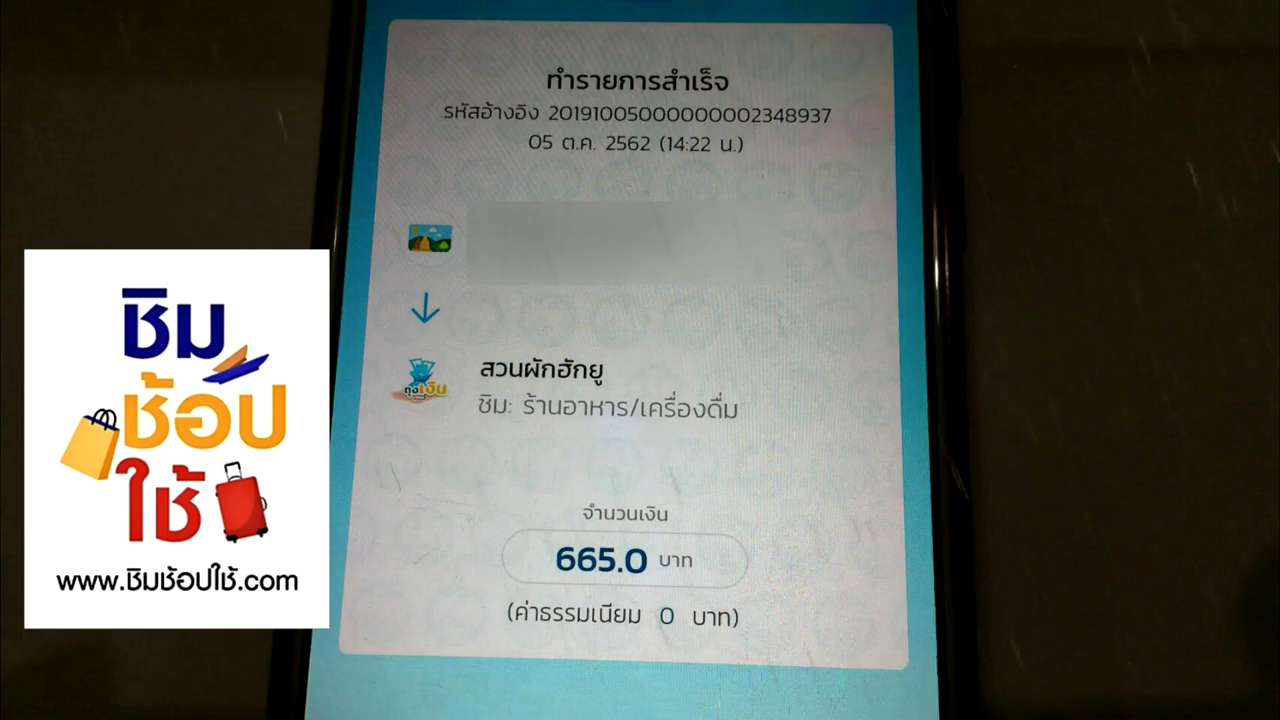 ทำรายการสำเร็จ
รหัสอ้างอิง 20191005000000002348937
05 ต.ค. 2562 (14:22 น.)
ถุงเงิน
สวนผักฮักยู
ชิม: ร้านอาหาร/เครื่องดื่ม
จำนวนเงิน
665.0 บาท
(ค่าธรรมเนียม 0 บาท)
ชิม
ช้อป
ใช้
www.ชิมช้อปใช้.com